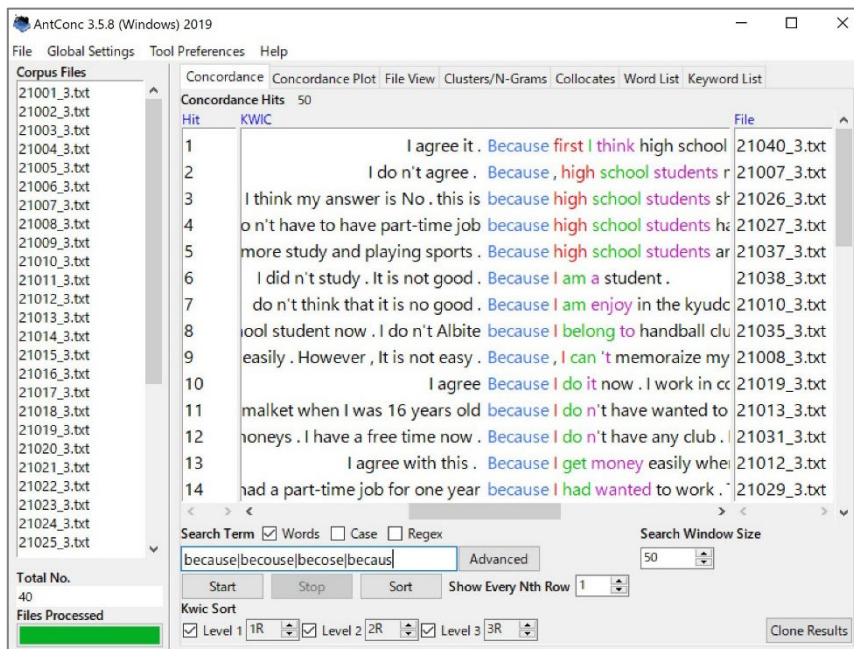 AntConc 3.5.8 (Windows) 2019
File Global Settings Tool Preferences Help
Corpus Files
21001_3.txt
21002_3.txt
21003_3.txt
21004_3.txt
21005_3.txt
21006_3.txt
21007_3.txt
21008_3.txt
21009_3.txt
21010_3.txt
21011_3.txt
21012_3.txt
21013_3.txt
21014_3.txt
21015_3.txt
21016_3.txt
21017_3.txt
21018_3.txt
21019_3.txt
21020_3.txt
21021_3.txt
21022_3.txt
21023_3.txt
21024_3.txt
21025_3.txt
Total No.
40
Files Processed
Concordance Concordance Plot File View Clusters/N-Grams Collocates Word List Keyword List
Concordance Hits 50
Hit KWIC File
1 I agree it . Because first I think high school 21040_3.txt
2 I do n't agree . Because , high school students 21007_3.txt
3 I think my answer is No . this is because high school students sh 21026_3.txt
4 o n't have to have part-time job because high school students ha 21027_3.txt
5 more study and playing sports . Because high school students ar 21037_3.txt
6 I did n't study . It is not good . Because I am a student . 21038_3.txt
7 do n't think that it is no good . Because I am enjoy in the kyudo 21010_3.txt
8 ool student now . I do n't Albite because I belong to handball clu 21035_3.txt
9 easily . However , It is not easy . Because , I can 't memoraize my 21008_3.txt
10 I agree Because I do it now . I work in co 21019_3.txt
11 malket when I was 16 years old because I do n't have wanted to 21013_3.txt
12 noneys . I have a free time now . Because I do n't have any club . 21031_3.txt
13 I agree with this . Because I get money easily whe 21012_3.txt
14 had a part-time job for one year because I had wanted to work . 21029_3.txt
Search Term Words Case Regex Search Window Size
because|becouse|becose|becaus Advanced 50
Start Stop Sort Show Every Nth Row 1
Kwic Sort
Level 1 1R Level 2 2R Level 3 3R Clone Results